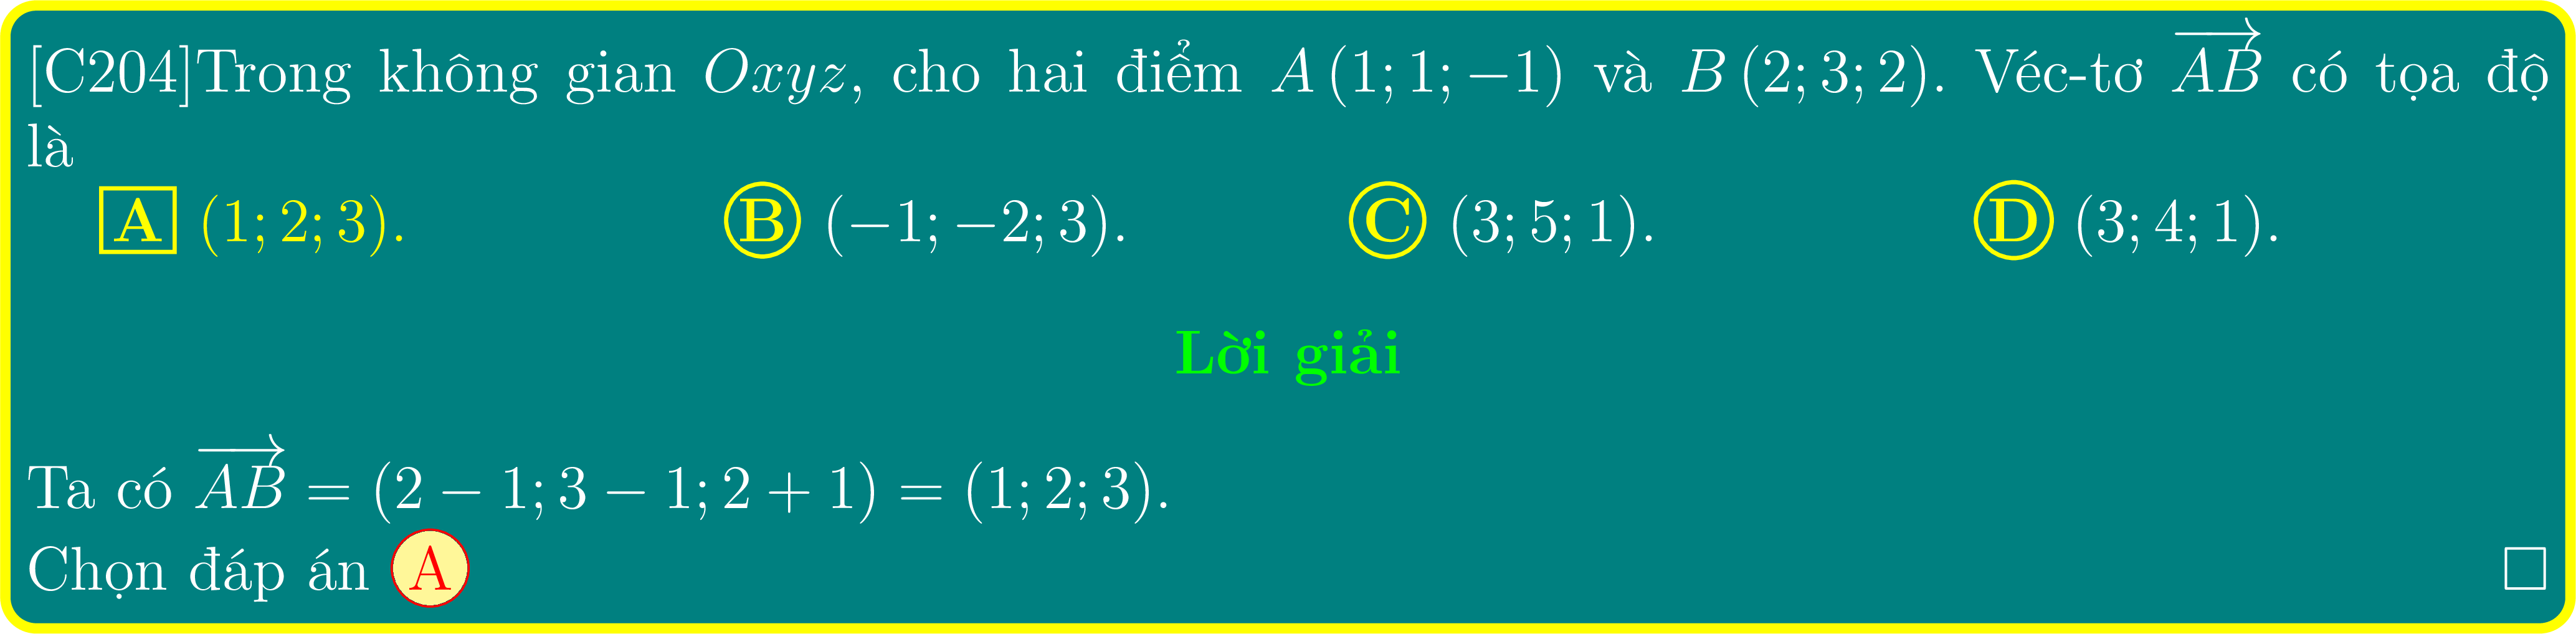 [C204]Trong không gian Oxyz, cho hai điểm A (1; 1; −1) và B (2; 3; 2). Véc-tơ $\overrightarrow{AB}$ có tọa độ
là
A (1; 2; 3). B (−1; −2; 3). C (3; 5; 1). D (3; 4; 1).
Lời giải
Ta có $\overrightarrow{AB}$ = (2 − 1; 3 − 1; 2 + 1) = (1; 2; 3).
Chọn đáp án A □